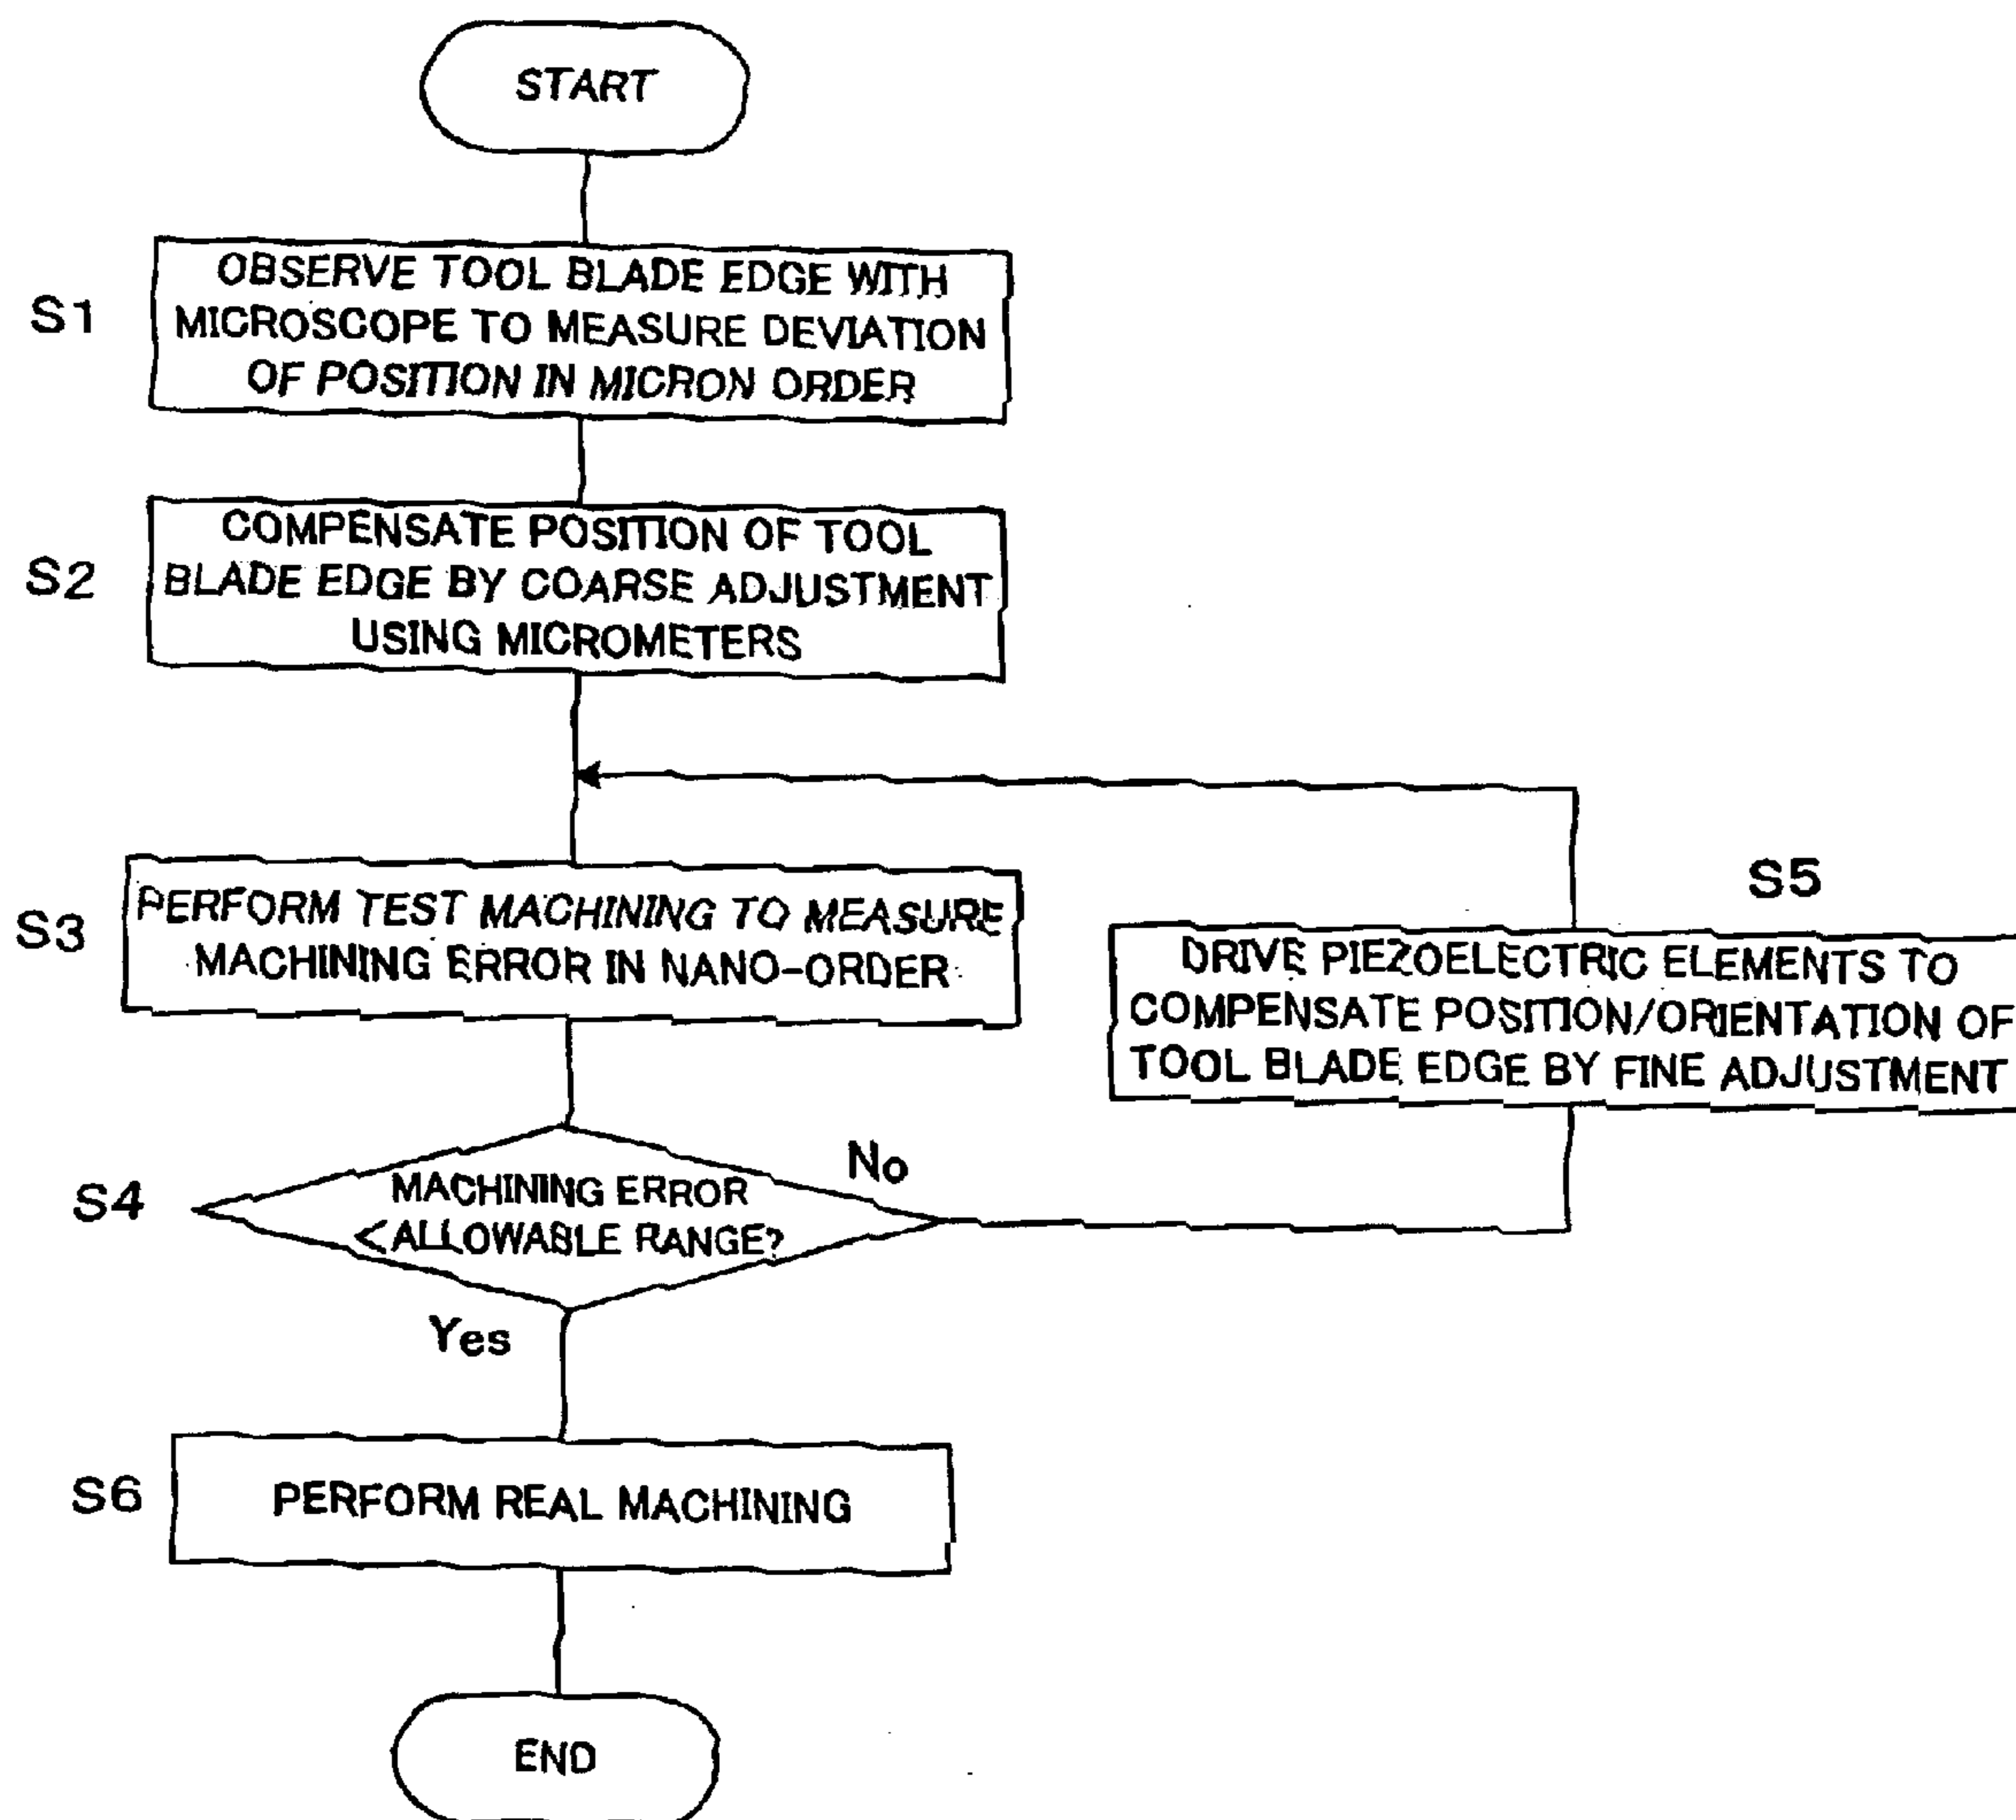 START
S1
OBSERVE TOOL BLADE EDGE WITH
MICROSCOPE TO MEASURE DEVIATION
OF POSITION IN MICRON ORDER
S2
COMPENSATE POSITION OF TOOL
BLADE EDGE BY COARSE ADJUSTMENT
USING MICROMETERS
S3
PERFORM TEST MACHINING TO MEASURE
MACHINING ERROR IN NANO-ORDER
S5
DRIVE PIEZOELECTRIC ELEMENTS TO
COMPENSATE POSITION/ORIENTATION OF
TOOL BLADE EDGE BY FINE ADJUSTMENT
S4
MACHINING ERROR
<ALLOWABLE RANGE?
No
Yes
S6
PERFORM REAL MACHINING
END